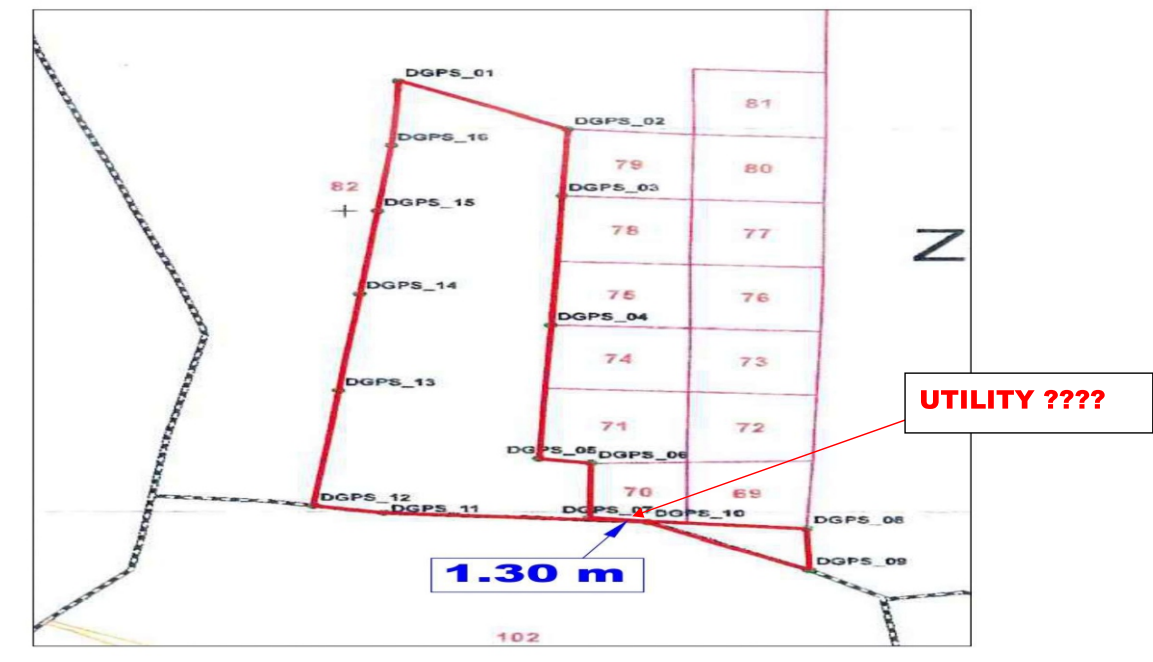 DGPS_01
81
DGPS_02
DGPS_16
79
80
82
DGPS_03
DGPS_15
78
77
Z
DGPS_14
75
76
DGPS_04
74
73
DGPS_13
UTILITY ????
71
72
DGPS_05
DGPS_06
70
69
DGPS_12
DGPS_11
DGPS_07
DGPS_10
DGPS_08
DGPS_09
1.30 m
102